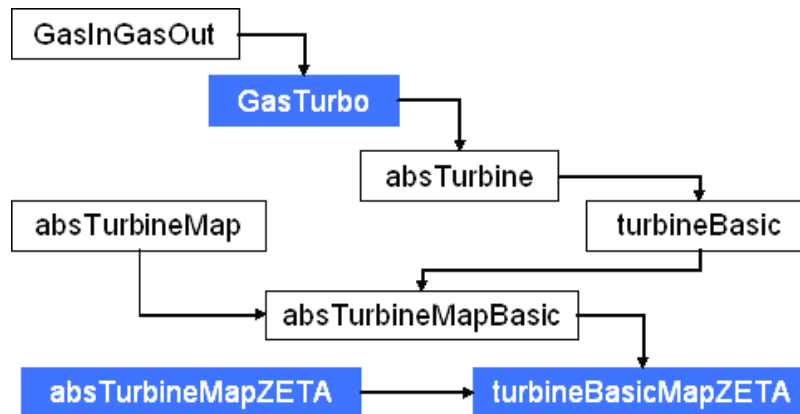 GasInGasOut
GasTurbo
absTurbine
absTurbineMap
turbineBasic
absTurbineMapBasic
absTurbineMapZETA
turbineBasicMapZETA